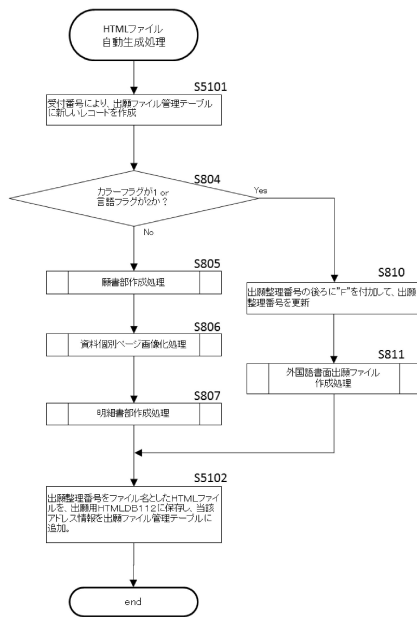 HTMLファイル
自動生成処理
S5101
受付番号により、出願ファイル管理テーブル
に新しいレコードを作成
S804
カラーフラグが1 or
言語フラグが2か？
Yes
No
S805
願書部作成処理
S810
出願整理番号の後ろに"F"を付加して、出願
整理番号を更新
S806
資料個別ページ画像化処理
S811
外国語書面出願ファイル
作成処理
S807
明細書部作成処理
S5102
出願整理番号をファイル名としたHTMLファイ
ルを、出願用HTMLDB112に保存し、当該
アドレス情報を出願ファイル管理テーブルに
追加。
end